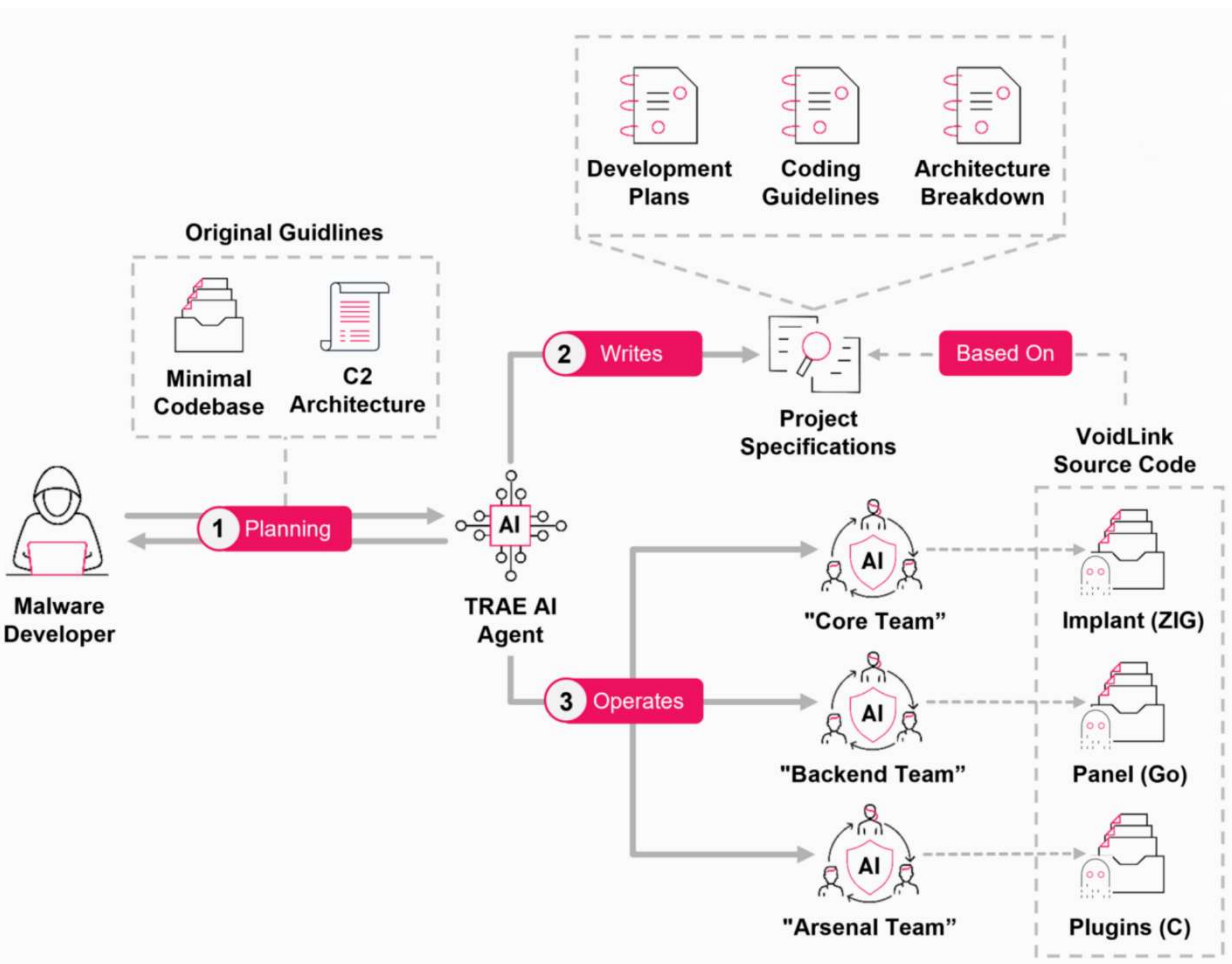 Development
Plans
Coding
Guidelines
Architecture
Breakdown
Original Guidlines
Minimal
Codebase
C2
Architecture
2 Writes
Based On
Project
Specifications
VoidLink
Source Code
1 Planning
AI
Malware
Developer
TRAE AI
Agent
AI
"Core Team”
Implant (ZIG)
3 Operates
AI
"Backend Team”
Panel (Go)
AI
"Arsenal Team”
Plugins (C)